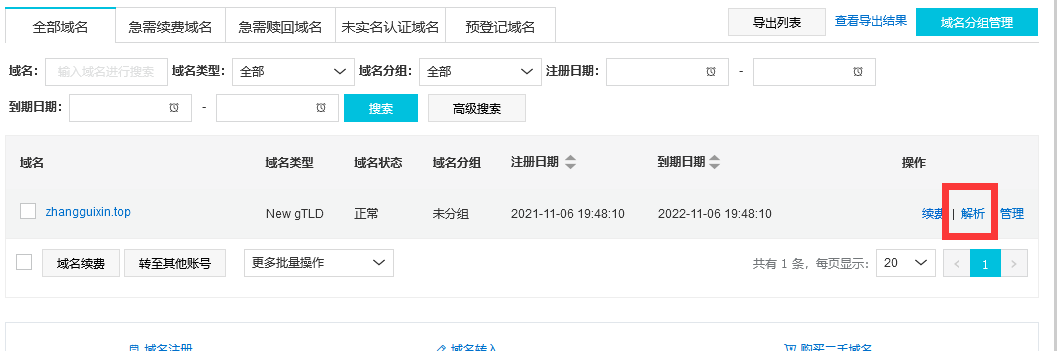 全部域名 急需续费域名 急需赎回域名 未实名认证域名 预登记域名 导出列表 查看导出结果 域名分组管理
域名: 输入域名进行搜索 域名类型: 全部 域名分组: 全部 注册日期: -
到期日期: - 搜索 高级搜索
域名 域名类型 域名状态 域名分组 注册日期 到期日期 操作
zhangguixin.top New gTLD 正常 未分组 2021-11-06 19:48:10 2022-11-06 19:48:10 续费 | 解析 管理
域名续费 转至其他账号 更多批量操作 共有 1 条，每页显示: 20 < 1 >
域名注册 域名转入 购买二手域名